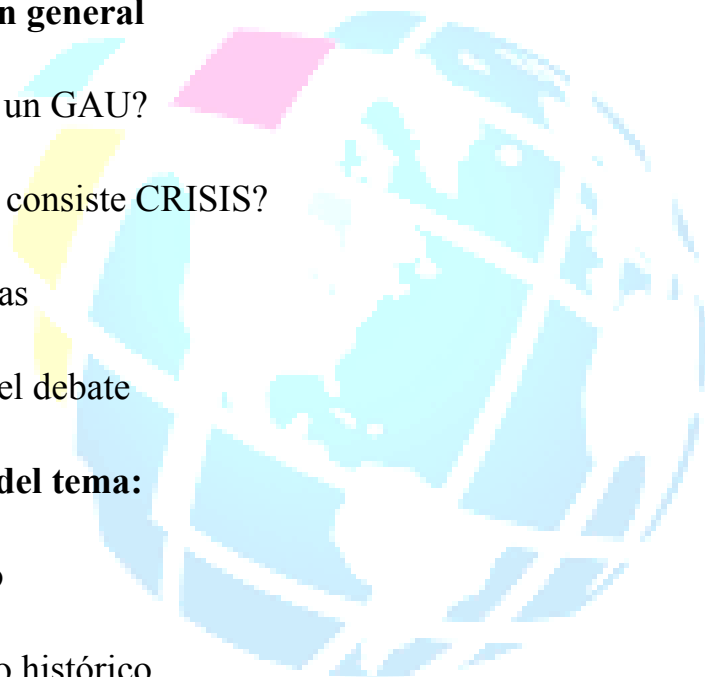 n general
un GAU?
consiste CRISIS?
as
el debate
del tema:
o
o histórico